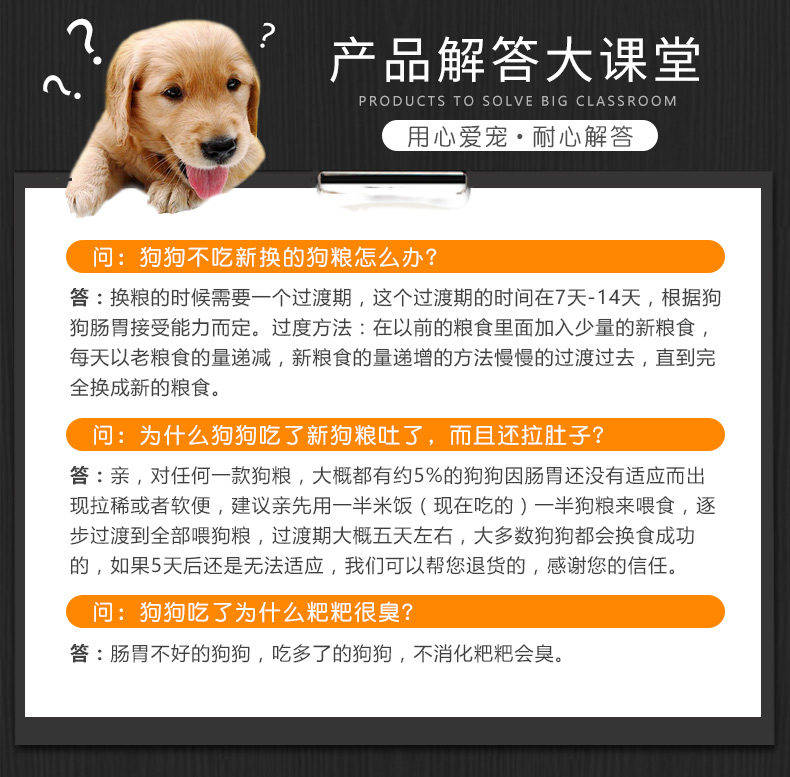 ?
?
?
产品解答大课堂
PRODUCTS TO SOLVE BIG CLASSROOM
用心爱宠·耐心解答
问：狗狗不吃新换的狗粮怎么办?
答：换粮的时候需要一个过渡期，这个过渡期的时间在7天-14天，根据狗
狗肠胃接受能力而定。过度方法：在以前的粮食里面加入少量的新粮食，
每天以老粮食的量递减，新粮食的量递增的方法慢慢的过渡过去，直到完
全换成新的粮食。
问：为什么狗狗吃了新狗粮吐了，而且还拉肚子?
答：亲，对任何一款狗粮，大概都有约5%的狗狗因肠胃还没有适应而出
现拉稀或者软便，建议亲先用一半米饭（现在吃的）一半狗粮来喂食，逐
步过渡到全部喂狗粮，过渡期大概五天左右，大多数狗狗都会换食成功
的，如果5天后还是无法适应，我们可以帮您退货的，感谢您的信任。
问：狗狗吃了为什么粑粑很臭?
答：肠胃不好的狗狗，吃多了的狗狗，不消化粑粑会臭。